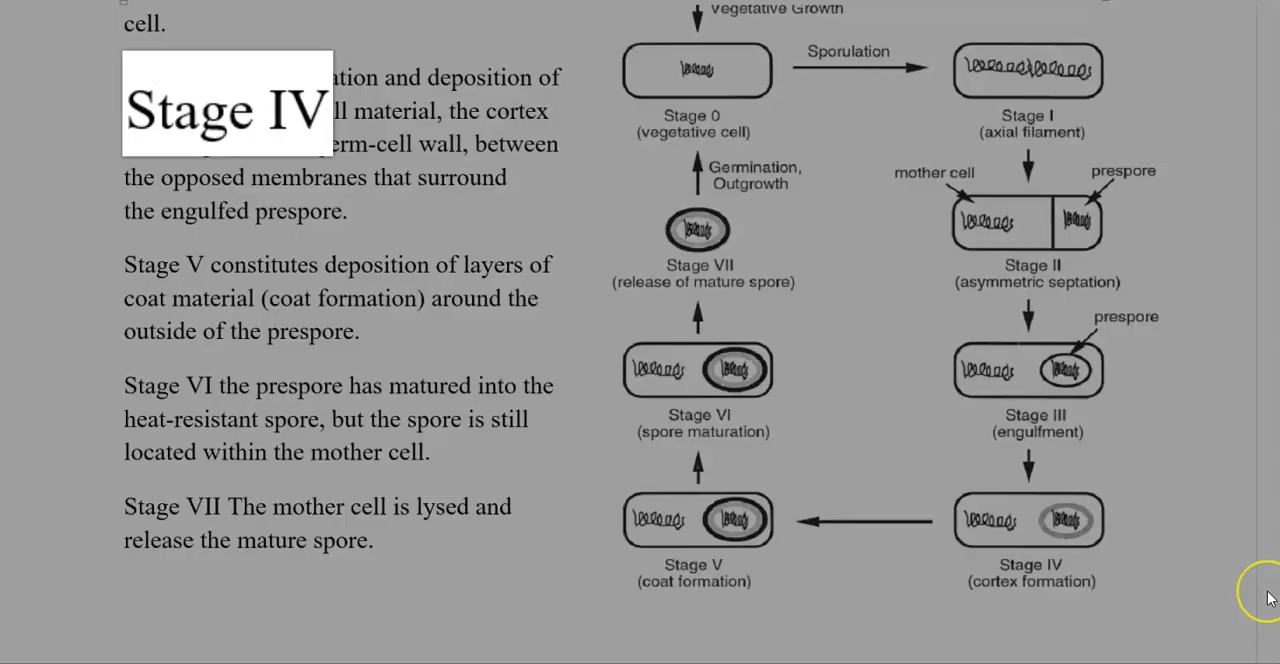 cell.
Stage IV
ation and deposition of
ll material, the cortex
erm-cell wall, between
the opposed membranes that surround
the engulfed prespore.
Stage V constitutes deposition of layers of
coat material (coat formation) around the
outside of the prespore.
Stage VI the prespore has matured into the
heat-resistant spore, but the spore is still
located within the mother cell.
Stage VII The mother cell is lysed and
release the mature spore.
Vegetative Growth
Sporulation
Stage 0
(vegetative cell)
Stage I
(axial filament)
Germination,
Outgrowth
mother cell
prespore
Stage VII
(release of mature spore)
Stage II
(asymmetric septation)
prespore
Stage VI
(spore maturation)
Stage III
(engulfment)
Stage V
(coat formation)
Stage IV
(cortex formation)